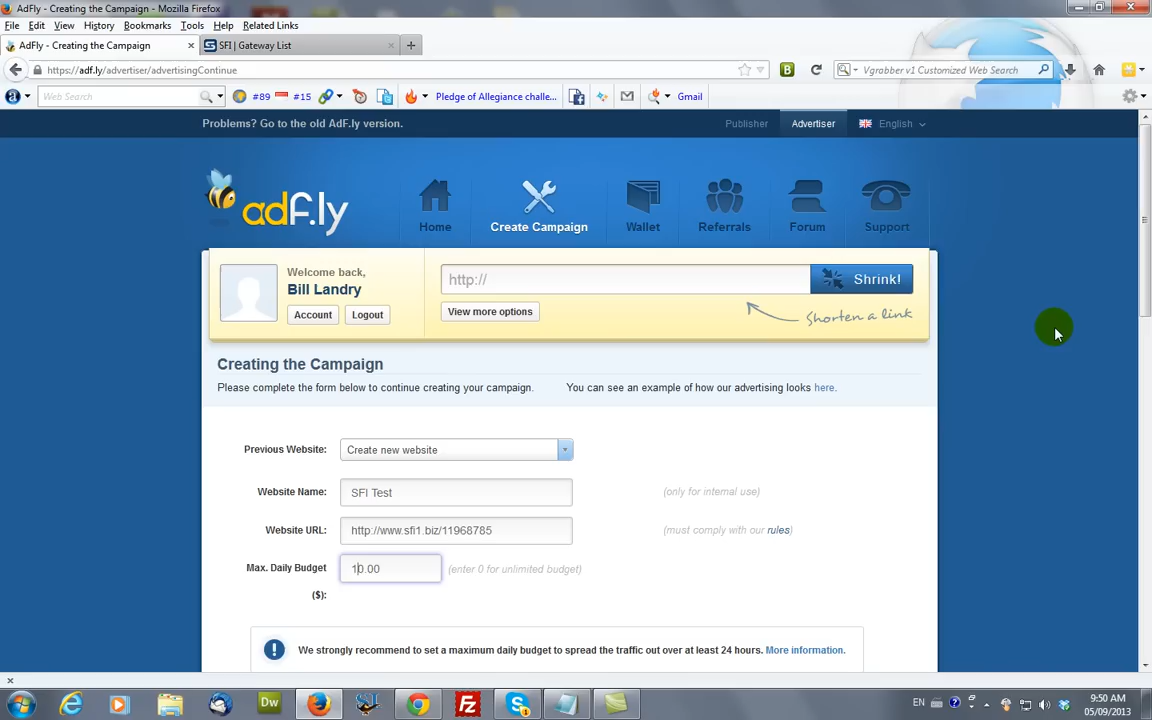 AdFly - Creating the Campaign - Mozilla Firefox
File Edit View History Bookmarks Tools Help Related Links
AdFly - Creating the Campaign
SFI | Gateway List
https://adf.ly/advertiser/advertisingContinue
Vgrabber v1 Customized Web Search
Web Search
#89
#15
Pledge of Allegiance challe...
Gmail
Problems? Go to the old AdF.ly version.
Publisher
Advertiser
English
adf.ly
Home
Create Campaign
Wallet
Referrals
Forum
Support
Welcome back,
Bill Landry
Account
Logout
http://
Shrink!
View more options
Shorten a link
Creating the Campaign
Please complete the form below to continue creating your campaign.
You can see an example of how our advertising looks here.
Previous Website:
Create new website
Website Name:
SFI Test
(only for internal use)
Website URL:
http://www.sfi1.biz/11968785
(must comply with our rules)
Max. Daily Budget
($):
10.00
(enter 0 for unlimited budget)
We strongly recommend to set a maximum daily budget to spread the traffic out over at least 24 hours. More information.
Dw
EN
9:50 AM
05/09/2013